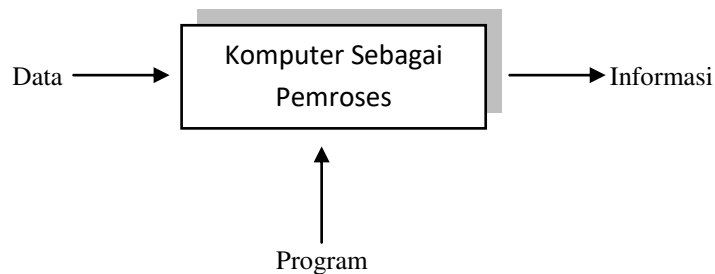 Komputer Sebagai
Pemroses
Data
Informasi
Program